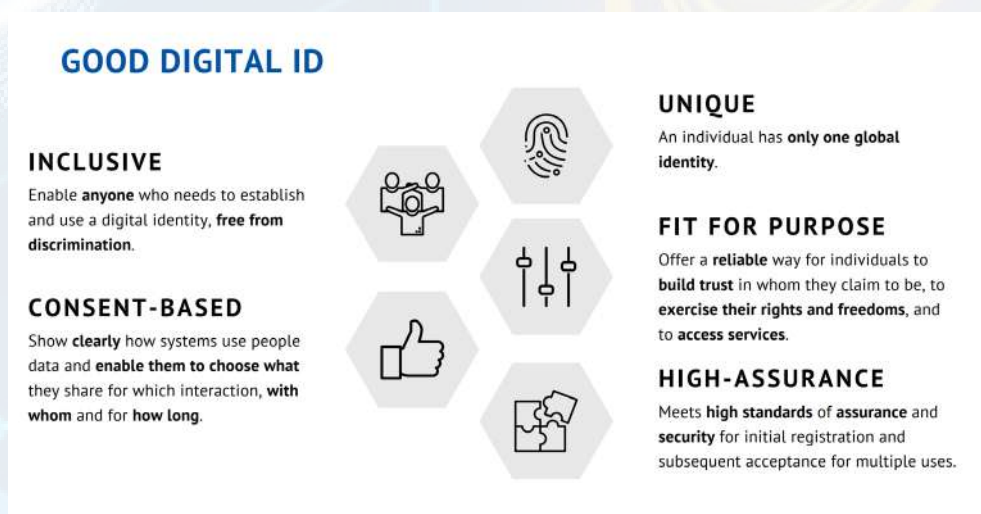 GOOD DIGITAL ID
INCLUSIVE
Enable anyone who needs to establish
and use a digital identity, free from
discrimination.
CONSENT-BASED
Show clearly how systems use people
data and enable them to choose what
they share for which interaction, with
whom and for how long.
UNIQUE
An individual has only one global
identity.
FIT FOR PURPOSE
Offer a reliable way for individuals to
build trust in whom they claim to be, to
exercise their rights and freedoms, and
to access services.
HIGH-ASSURANCE
Meets high standards of assurance and
security for initial registration and
subsequent acceptance for multiple uses.